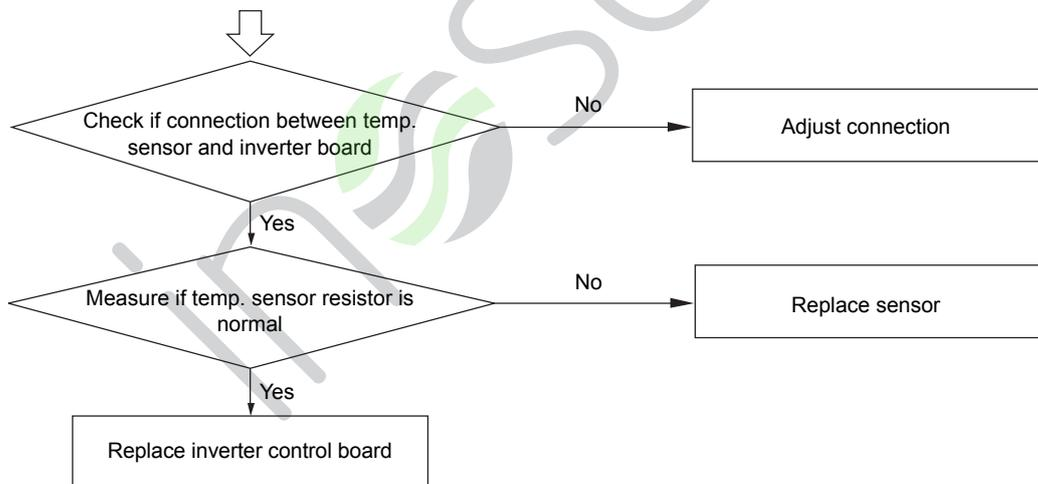 Check if connection between temp.
sensor and inverter board
No
Adjust connection
Yes
Measure if temp. sensor resistor is
normal
No
Replace sensor
Yes
Replace inverter control board